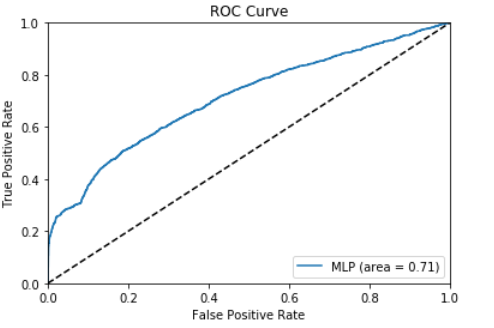 ROC Curve
1.0
0.8
0.6
0.4
0.2
0.0
True Positive Rate
MLP (area = 0.71)
0.0 0.2 0.4 0.6 0.8 1.0
False Positive Rate